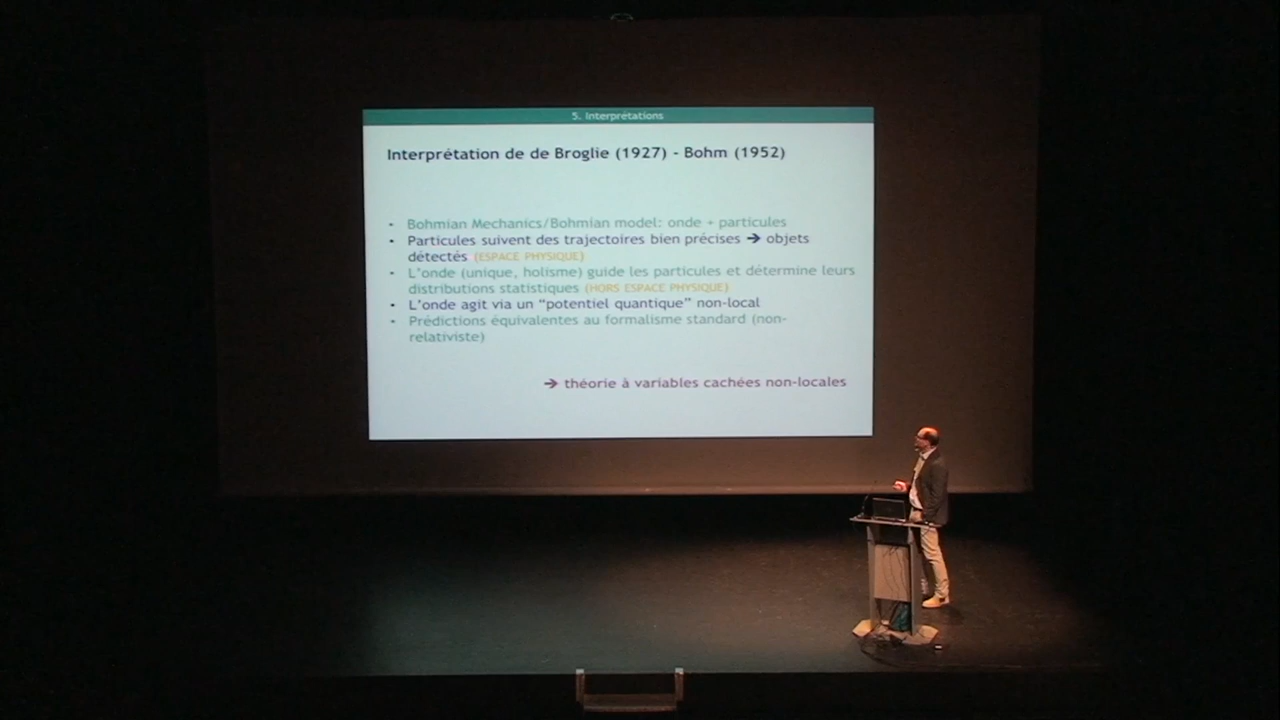 5. Interprétations
Interprétation de de Broglie (1927) - Bohm (1952)
• Bohmian Mechanics/Bohmian model: onde + particules
• Particules suivent des trajectoires bien précises ➔ objets
détectés (ESPACE PHYSIQUE)
• L'onde (unique, holisme) guide les particules et détermine leurs
distributions statistiques (HORS ESPACE PHYSIQUE)
• L'onde agit via un "potentiel quantique" non-local
• Prédictions équivalentes au formalisme standard (non-
relativiste)
➔ théorie à variables cachées non-locales